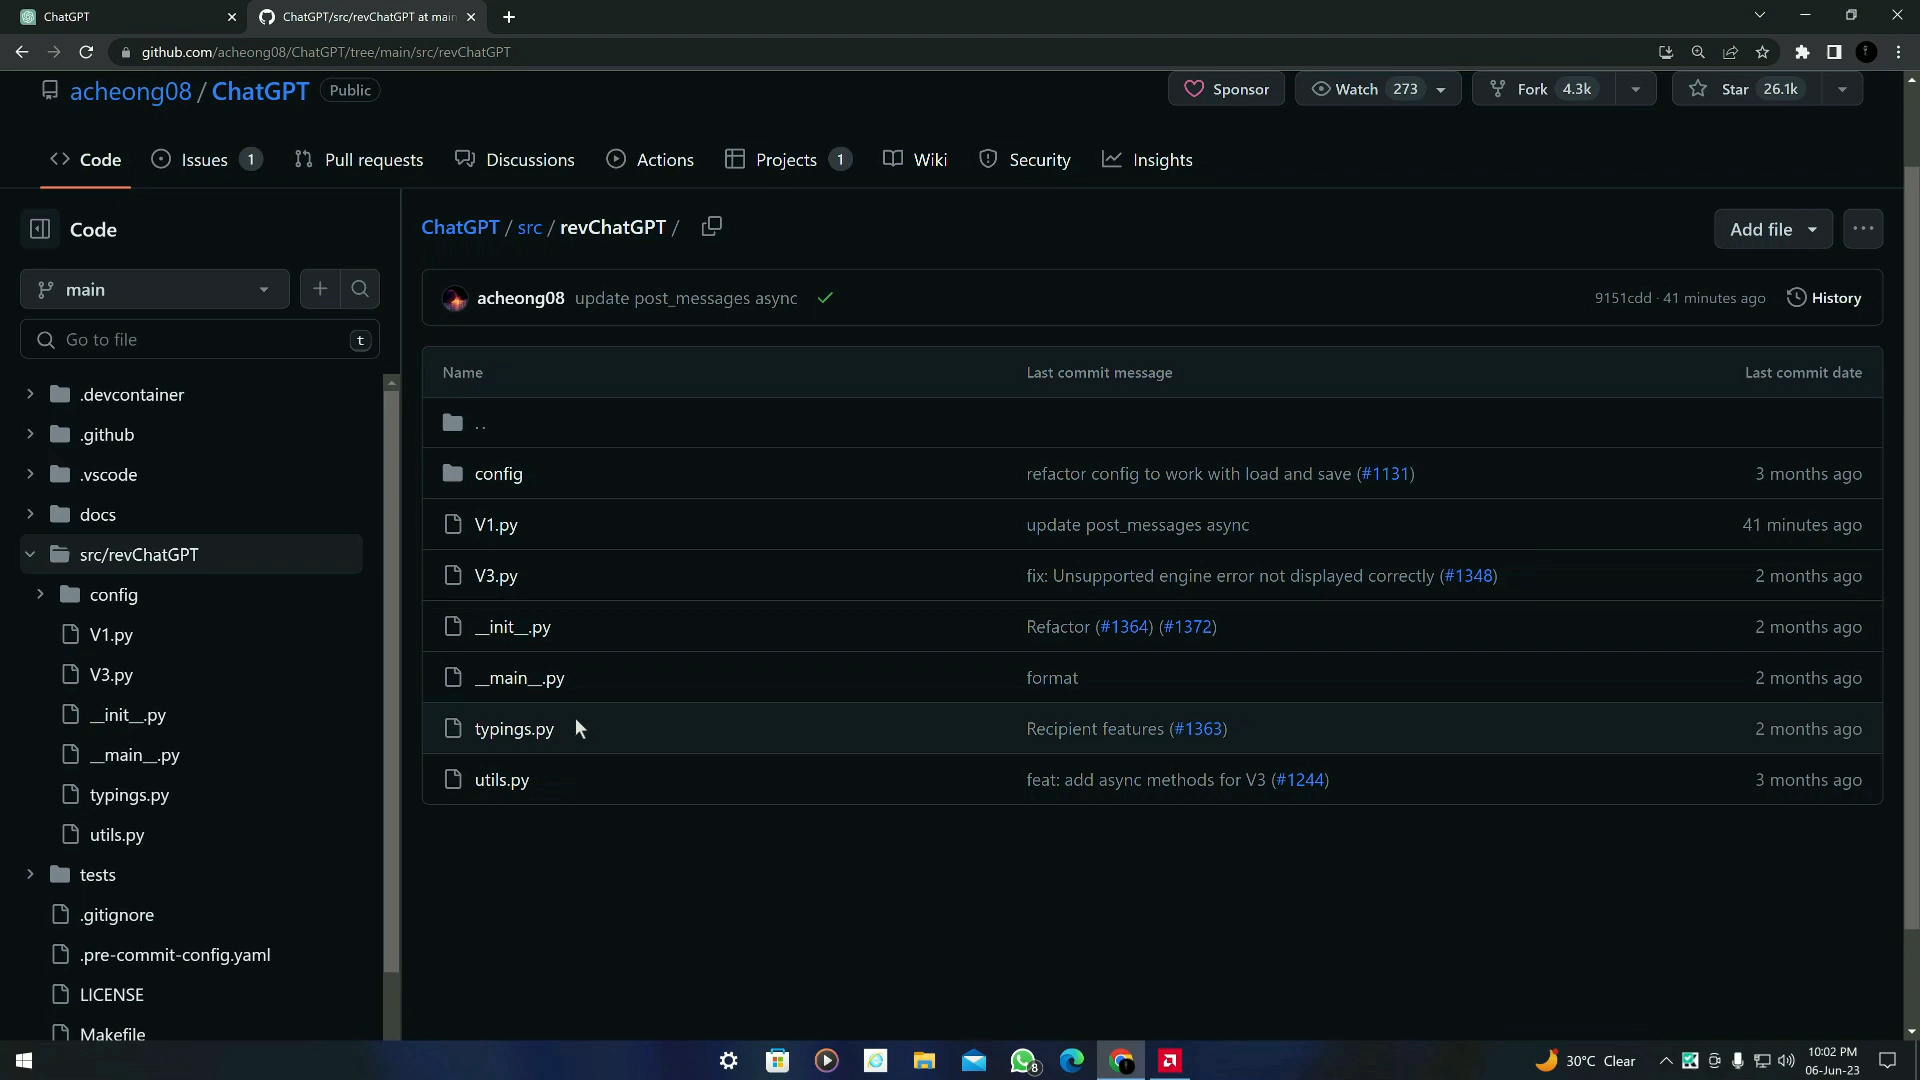 ChatGPT
ChatGPT/src/revChatGPT at main
github.com/acheong08/ChatGPT/tree/main/src/revChatGPT
acheong08 / ChatGPT Public
Sponsor
Watch 273
Fork 4.3k
Star 26.1k
Code
Issues 1
Pull requests
Discussions
Actions
Projects 1
Wiki
Security
Insights
Code
main
Go to file t
.devcontainer
.github
.vscode
docs
src/revChatGPT
config
V1.py
V3.py
__init__.py
__main__.py
typings.py
utils.py
tests
.gitignore
.pre-commit-config.yaml
LICENSE
Makefile
ChatGPT / src / revChatGPT /
Add file
acheong08 update post_messages async
9151cdd · 41 minutes ago
History
Name Last commit message Last commit date
..
config refactor config to work with load and save (#1131) 3 months ago
V1.py update post_messages async 41 minutes ago
V3.py fix: Unsupported engine error not displayed correctly (#1348) 2 months ago
__init__.py Refactor (#1364) (#1372) 2 months ago
__main__.py format 2 months ago
typings.py Recipient features (#1363) 2 months ago
utils.py feat: add async methods for V3 (#1244) 3 months ago
8
30°C Clear
10:02 PM
06-Jun-23